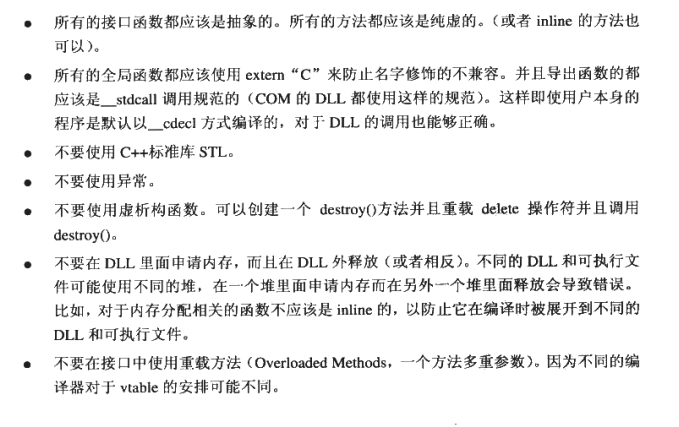 ● 所有的接口函数都应该是抽象的。所有的方法都应该是纯虚的。（或者 inline 的方法也
可以）。
● 所有的全局函数都应该使用 extern “C” 来防止名字修饰的不兼容。并且导出函数的都
应该是__stdcall 调用规范的（COM 的 DLL 都使用这样的规范）。这样即使用户本身的
程序是默认以__cdecl 方式编译的，对于 DLL 的调用也能够正确。
● 不要使用 C++标准库 STL。
● 不要使用异常。
● 不要使用虚析构函数。可以创建一个 destroy()方法并且重载 delete 操作符并且调用
destroy()。
● 不要在 DLL 里面申请内存，而且在 DLL 外释放（或者相反）。不同的 DLL 和可执行文
件可能使用不同的堆，在一个堆里面申请内存而在另外一个堆里面释放会导致错误。
比如，对于内存分配相关的函数不应该是 inline 的，以防止它在编译时被展开到不同的
DLL 和可执行文件。
● 不要在接口中使用重载方法（Overloaded Methods，一个方法多重参数）。因为不同的编
译器对于 vtable 的安排可能不同。